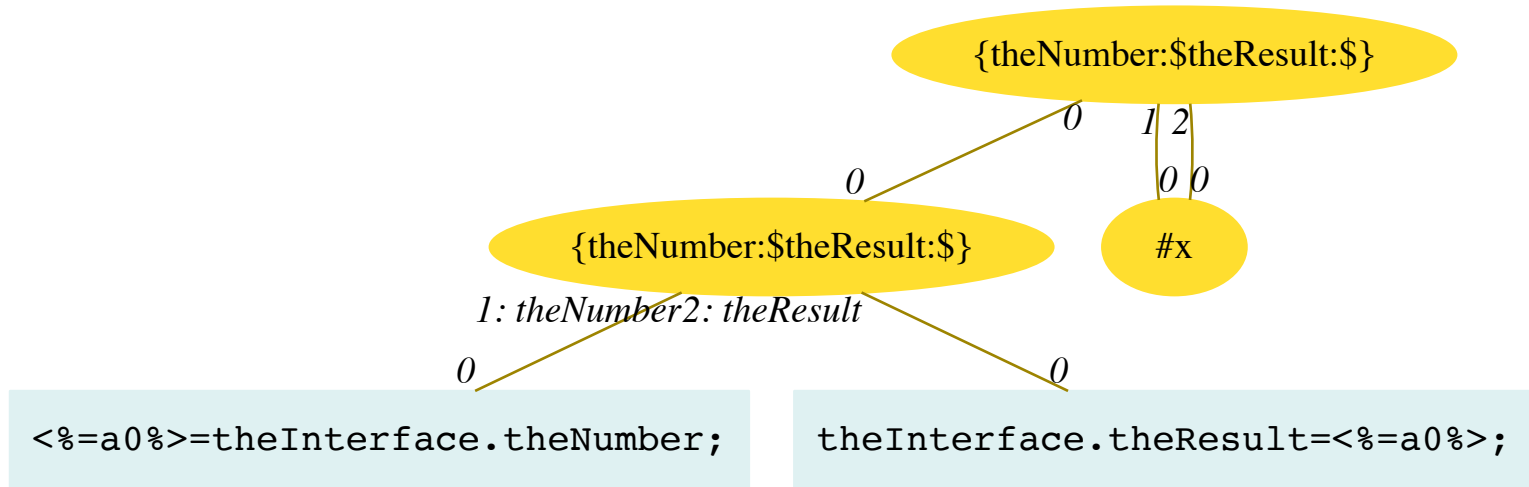 {theNumber:$theResult:$}
0 1 2
0 0 0
{theNumber:$theResult:$} #x
1: theNumber2: theResult
0 0
<%=a0%>=theInterface.theNumber; theInterface.theResult=<%=a0%>;